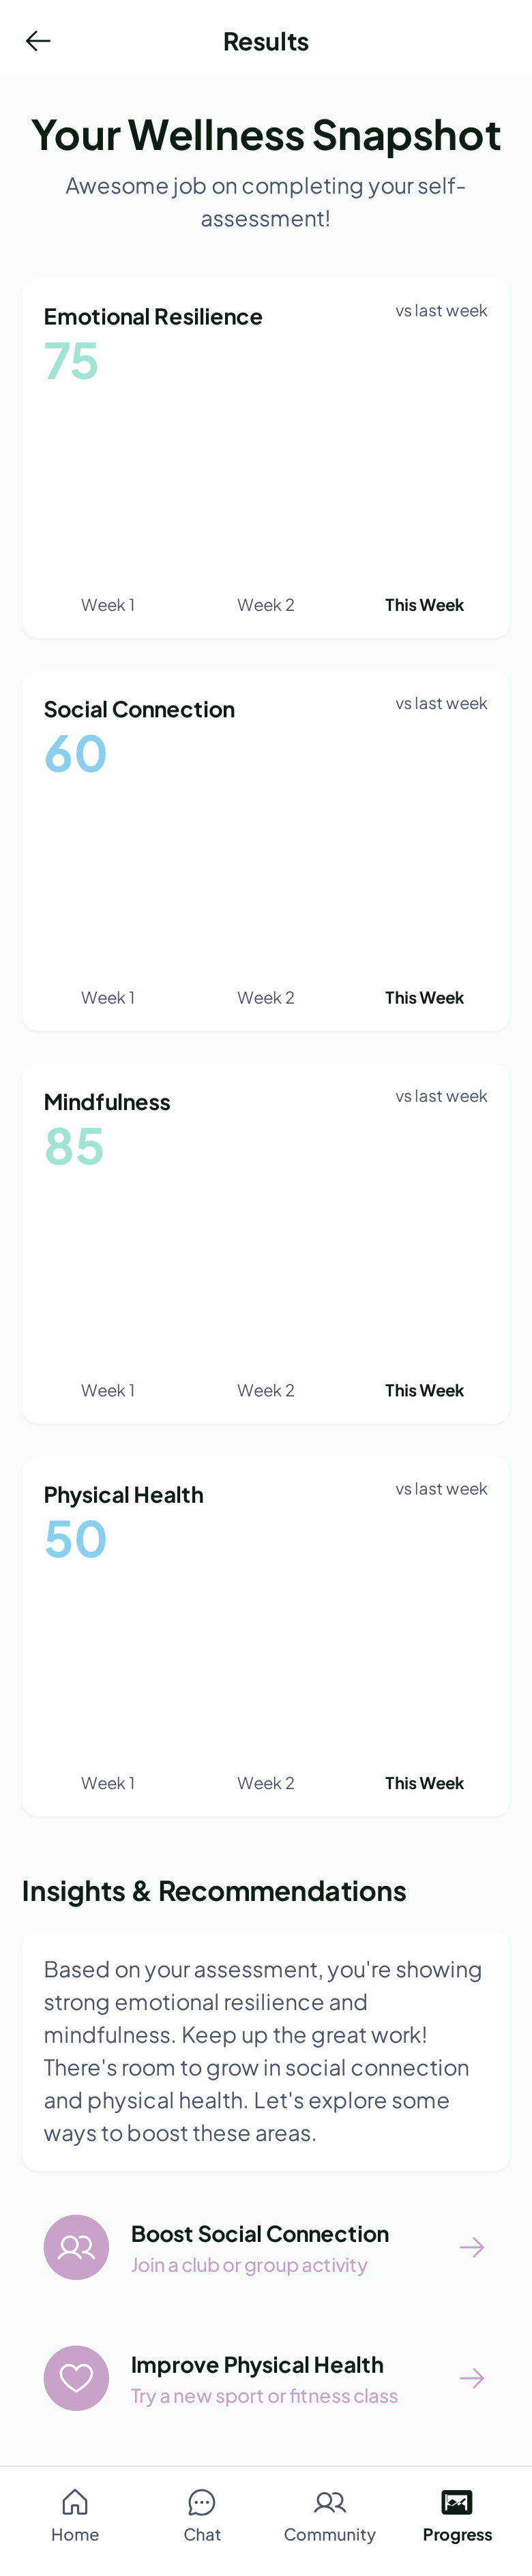 Results
Your Wellness Snapshot
Awesome job on completing your self-
assessment!
Emotional Resilience
vs last week
75
Week 1
Week 2
This Week
Social Connection
vs last week
60
Week 1
Week 2
This Week
Mindfulness
vs last week
85
Week 1
Week 2
This Week
Physical Health
vs last week
50
Week 1
Week 2
This Week
Insights & Recommendations
Based on your assessment, you're showing
strong emotional resilience and
mindfulness. Keep up the great work!
There's room to grow in social connection
and physical health. Let's explore some
ways to boost these areas.
Boost Social Connection
Join a club or group activity
Improve Physical Health
Try a new sport or fitness class
Home
Chat
Community
Progress